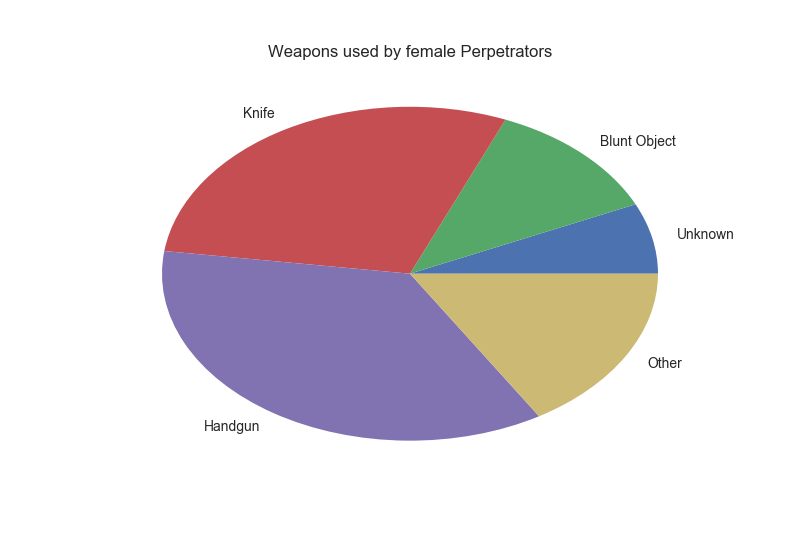 Weapons used by female Perpetrators
Knife
Blunt Object
Unknown
Other
Handgun